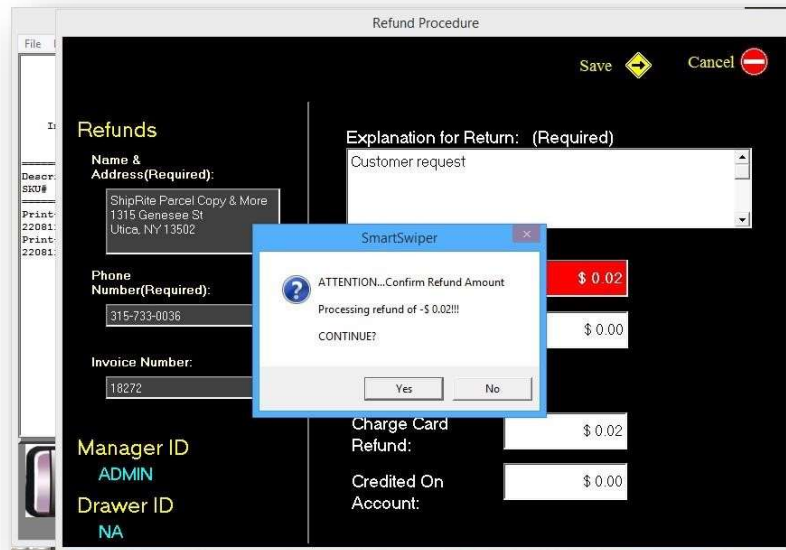 Refund Procedure
File
Save
Cancel
Refunds
Name &
Address(Required):
ShipRite Parcel Copy & More
1315 Genesee St
Utica, NY 13502
Phone
Number(Required):
315-733-0036
Invoice Number:
18272
Manager ID
ADMIN
Drawer ID
NA
Explanation for Return: (Required)
Customer request
SmartSwiper
ATTENTION...Confirm Refund Amount
Processing refund of -$ 0.02!!!
CONTINUE?
Yes
No
$ 0.02
$ 0.00
Charge Card
Refund:
$ 0.02
Credited On
Account:
$ 0.00
SKU#